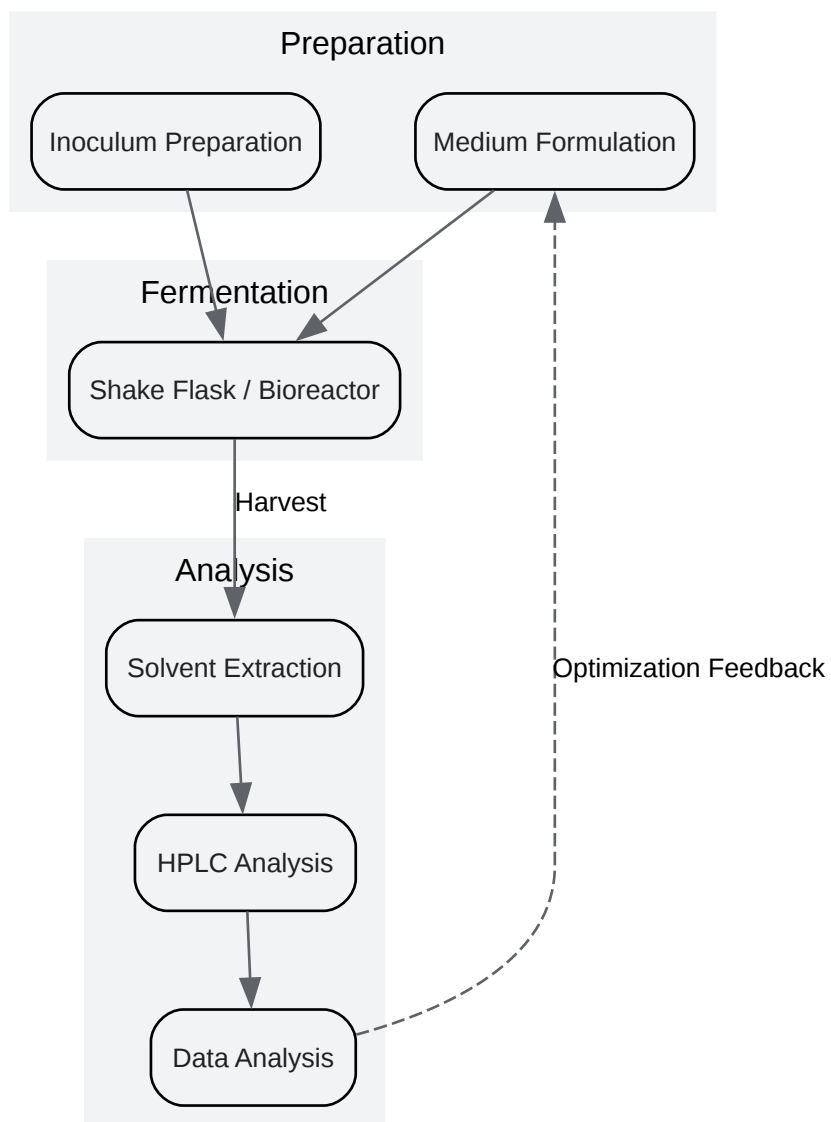 Preparation
Inoculum Preparation
Medium Formulation
Fermentation
Shake Flask / Bioreactor
Harvest
Analysis
Solvent Extraction
Optimization Feedback
HPLC Analysis
Data Analysis